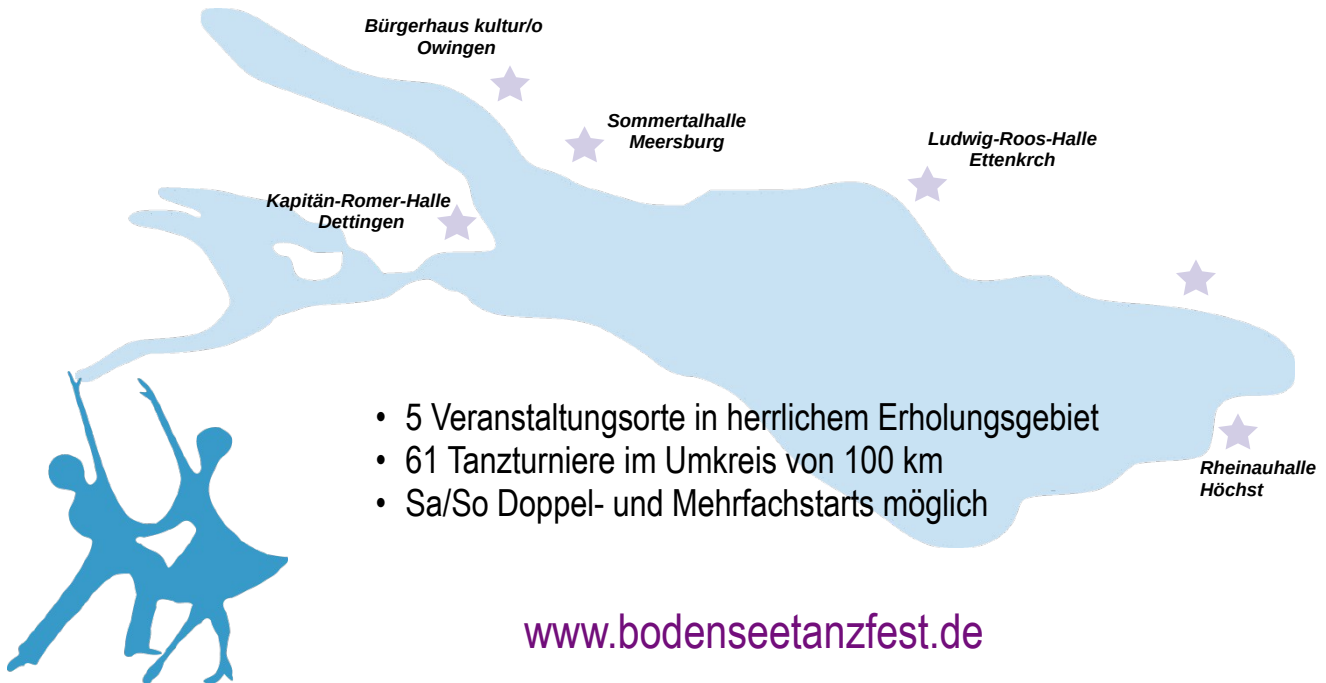 Bürgerhaus kultur/o
Owingen
Sommertalhalle
Meersburg
Ludwig-Roos-Halle
Ettenkrch
Kapitän-Romer-Halle
Dettingen
• 5 Veranstaltungsorte in herrlichem Erholungsgebiet
• 61 Tanzturniere im Umkreis von 100 km
• Sa/So Doppel- und Mehrfachstarts möglich
Rheinauhalle
Höchst
www.bodenseetanzfest.de